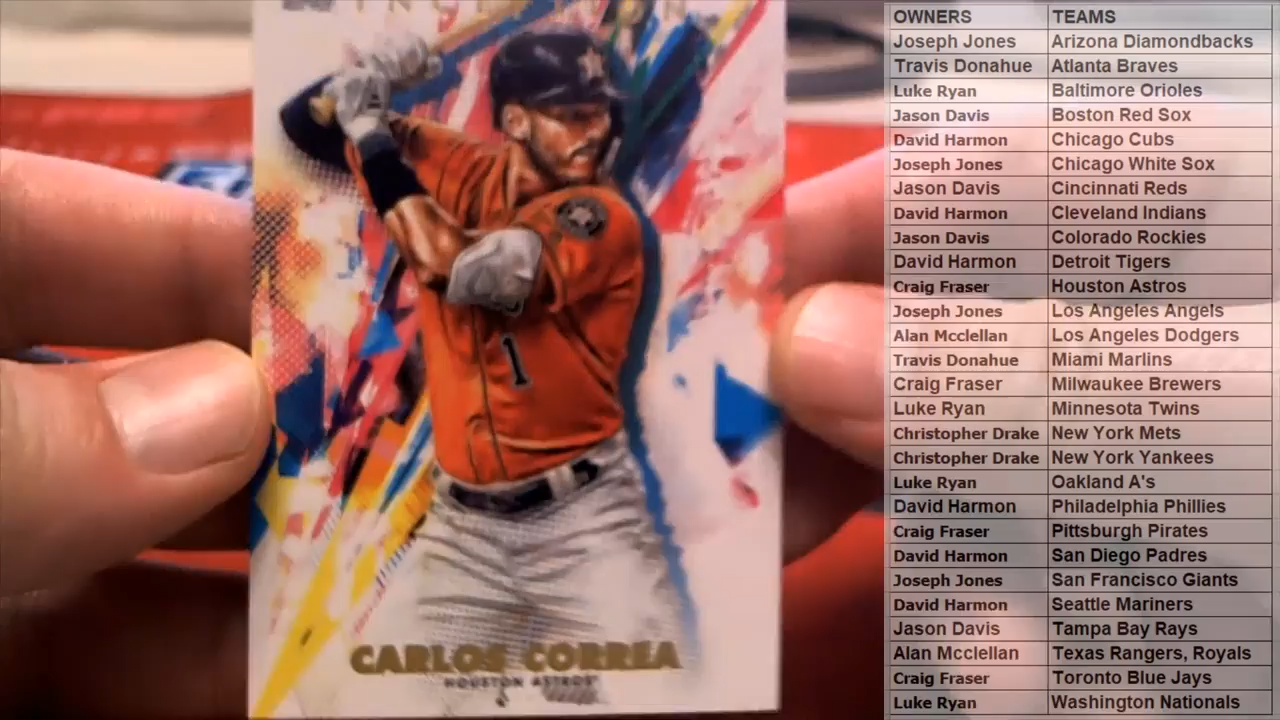 1
CARLOS CORREA
HOUSTON ASTROS
OWNERS TEAMS
Joseph Jones Arizona Diamondbacks
Travis Donahue Atlanta Braves
Luke Ryan Baltimore Orioles
Jason Davis Boston Red Sox
David Harmon Chicago Cubs
Joseph Jones Chicago White Sox
Jason Davis Cincinnati Reds
David Harmon Cleveland Indians
Jason Davis Colorado Rockies
David Harmon Detroit Tigers
Craig Fraser Houston Astros
Joseph Jones Los Angeles Angels
Alan Mcclellan Los Angeles Dodgers
Travis Donahue Miami Marlins
Craig Fraser Milwaukee Brewers
Luke Ryan Minnesota Twins
Christopher Drake New York Mets
Christopher Drake New York Yankees
Luke Ryan Oakland A's
David Harmon Philadelphia Phillies
Craig Fraser Pittsburgh Pirates
David Harmon San Diego Padres
Joseph Jones San Francisco Giants
David Harmon Seattle Mariners
Jason Davis Tampa Bay Rays
Alan Mcclellan Texas Rangers, Royals
Craig Fraser Toronto Blue Jays
Luke Ryan Washington Nationals